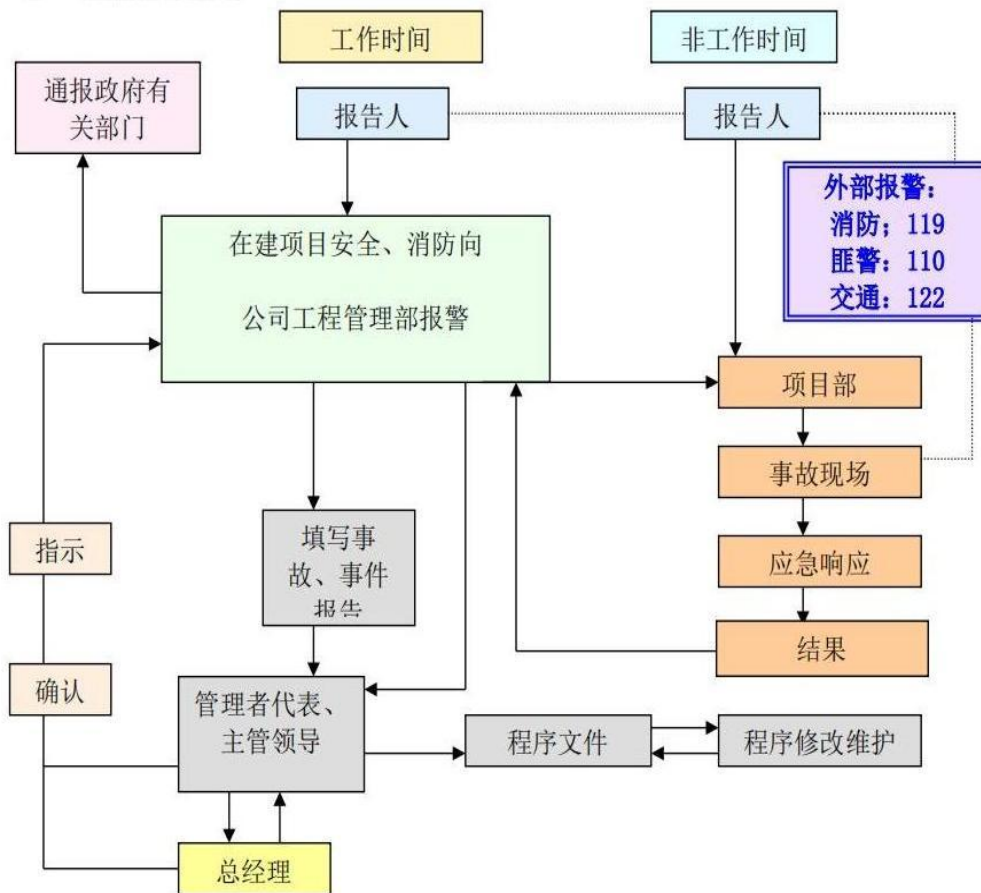 工作时间
非工作时间
通报政府有
关部门
报告人
报告人
外部报警：
消防；119
匪警：110
交通：122
在建项目安全、消防向
公司工程管理部报警
项目部
事故现场
填写事
故、事件
报告
指示
应急响应
结果
确认
管理者代表、
主管领导
程序文件
程序修改维护
总经理